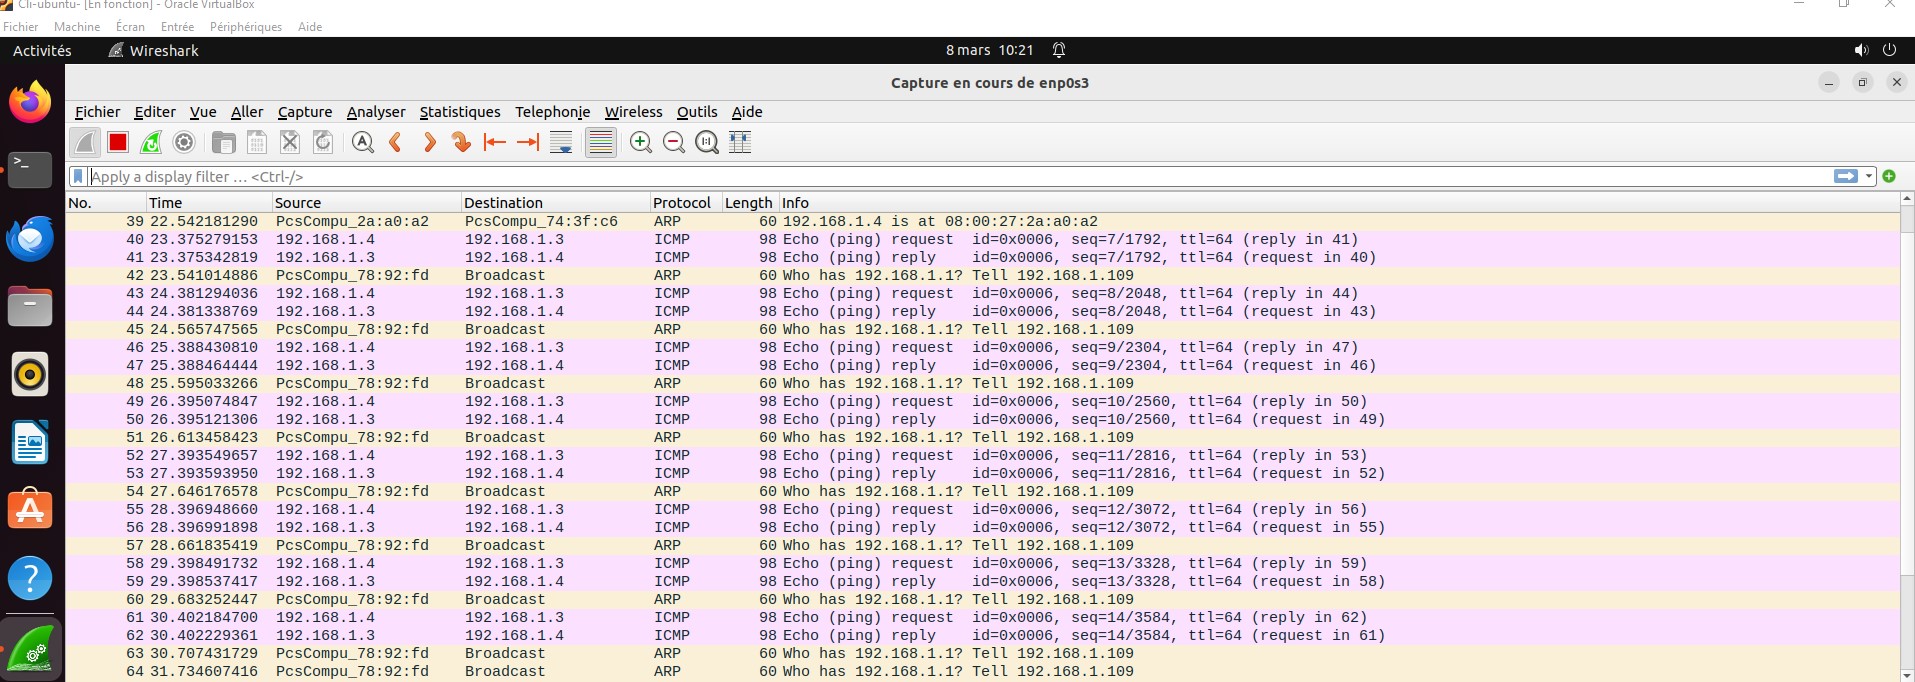 Cli-ubuntu- [En fonction] - Oracle VirtualBox
Fichier Machine Écran Entrée Périphériques Aide
Activités Wireshark 8 mars 10:21
Capture en cours de enp0s3
Fichier Editer Vue Aller Capture Analyser Statistiques Telephonie Wireless Outils Aide
Apply a display filter … <Ctrl-/>
No. Time Source Destination Protocol Length Info
39 22.542181290 PcsCompu_2a:a0:a2 PcsCompu_74:3f:c6 ARP 60 192.168.1.4 is at 08:00:27:2a:a0:a2
40 23.375279153 192.168.1.4 192.168.1.3 ICMP 98 Echo (ping) request id=0x0006, seq=7/1792, ttl=64 (reply in 41)
41 23.375342819 192.168.1.3 192.168.1.4 ICMP 98 Echo (ping) reply id=0x0006, seq=7/1792, ttl=64 (request in 40)
42 23.541014886 PcsCompu_78:92:fd Broadcast ARP 60 Who has 192.168.1.1? Tell 192.168.1.109
43 24.381294036 192.168.1.4 192.168.1.3 ICMP 98 Echo (ping) request id=0x0006, seq=8/2048, ttl=64 (reply in 44)
44 24.381338769 192.168.1.3 192.168.1.4 ICMP 98 Echo (ping) reply id=0x0006, seq=8/2048, ttl=64 (request in 43)
45 24.565747565 PcsCompu_78:92:fd Broadcast ARP 60 Who has 192.168.1.1? Tell 192.168.1.109
46 25.388430810 192.168.1.4 192.168.1.3 ICMP 98 Echo (ping) request id=0x0006, seq=9/2304, ttl=64 (reply in 47)
47 25.388464444 192.168.1.3 192.168.1.4 ICMP 98 Echo (ping) reply id=0x0006, seq=9/2304, ttl=64 (request in 46)
48 25.595033266 PcsCompu_78:92:fd Broadcast ARP 60 Who has 192.168.1.1? Tell 192.168.1.109
49 26.395074847 192.168.1.4 192.168.1.3 ICMP 98 Echo (ping) request id=0x0006, seq=10/2560, ttl=64 (reply in 50)
50 26.395121306 192.168.1.3 192.168.1.4 ICMP 98 Echo (ping) reply id=0x0006, seq=10/2560, ttl=64 (request in 49)
51 26.613458423 PcsCompu_78:92:fd Broadcast ARP 60 Who has 192.168.1.1? Tell 192.168.1.109
52 27.393549657 192.168.1.4 192.168.1.3 ICMP 98 Echo (ping) request id=0x0006, seq=11/2816, ttl=64 (reply in 53)
53 27.393593950 192.168.1.3 192.168.1.4 ICMP 98 Echo (ping) reply id=0x0006, seq=11/2816, ttl=64 (request in 52)
54 27.646176578 PcsCompu_78:92:fd Broadcast ARP 60 Who has 192.168.1.1? Tell 192.168.1.109
55 28.396948660 192.168.1.4 192.168.1.3 ICMP 98 Echo (ping) request id=0x0006, seq=12/3072, ttl=64 (reply in 56)
56 28.396991898 192.168.1.3 192.168.1.4 ICMP 98 Echo (ping) reply id=0x0006, seq=12/3072, ttl=64 (request in 55)
57 28.661835419 PcsCompu_78:92:fd Broadcast ARP 60 Who has 192.168.1.1? Tell 192.168.1.109
58 29.398491732 192.168.1.4 192.168.1.3 ICMP 98 Echo (ping) request id=0x0006, seq=13/3328, ttl=64 (reply in 59)
59 29.398537417 192.168.1.3 192.168.1.4 ICMP 98 Echo (ping) reply id=0x0006, seq=13/3328, ttl=64 (request in 58)
60 29.683252447 PcsCompu_78:92:fd Broadcast ARP 60 Who has 192.168.1.1? Tell 192.168.1.109
61 30.402184700 192.168.1.4 192.168.1.3 ICMP 98 Echo (ping) request id=0x0006, seq=14/3584, ttl=64 (reply in 62)
62 30.402229361 192.168.1.3 192.168.1.4 ICMP 98 Echo (ping) reply id=0x0006, seq=14/3584, ttl=64 (request in 61)
63 30.707431729 PcsCompu_78:92:fd Broadcast ARP 60 Who has 192.168.1.1? Tell 192.168.1.109
64 31.734607416 PcsCompu_78:92:fd Broadcast ARP 60 Who has 192.168.1.1? Tell 192.168.1.109